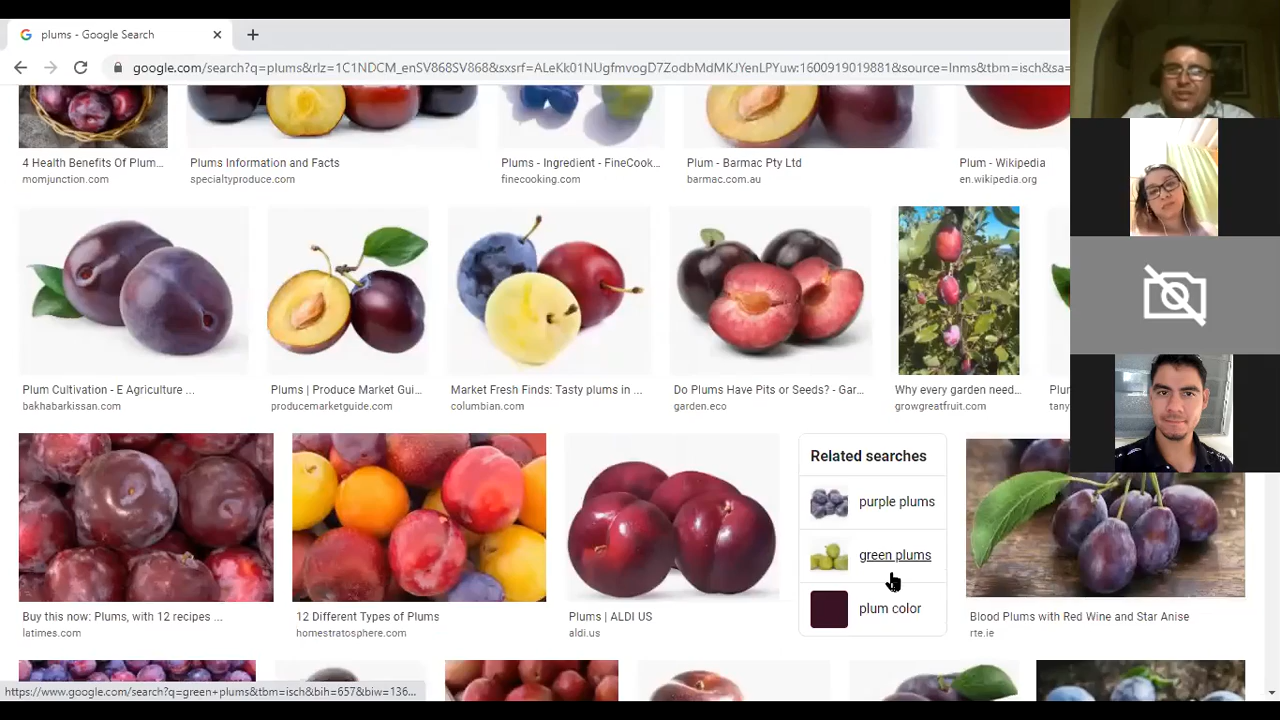 plums - Google Search
google.com/search?q=plums&rlz=1C1NDCM_enSV868SV868&sxsrf=ALeKk01NUgfmvogD7ZodbMdMKJYenLPYuw:1600919019881&source=lnms&tbm=isch&sa=
4 Health Benefits Of Plum...
momjunction.com
Plums Information and Facts
specialtyproduce.com
Plums - Ingredient - FineCook...
finecooking.com
Plum - Barmac Pty Ltd
barmac.com.au
Plum - Wikipedia
en.wikipedia.org
Plum Cultivation - E Agriculture ...
bakhabarkissan.com
Plums | Produce Market Gui...
producemarketguide.com
Market Fresh Finds: Tasty plums in ...
columbian.com
Do Plums Have Pits or Seeds? - Gar...
garden.eco
Why every garden need...
growgreatfruit.com
Buy this now: Plums, with 12 recipes ...
latimes.com
12 Different Types of Plums
homestratosphere.com
Plums | ALDI US
aldi.us
Related searches
purple plums
green plums
plum color
Blood Plums with Red Wine and Star Anise
rte.ie
https://www.google.com/search?q=green+plums&tbm=isch&bih=657&biw=136...